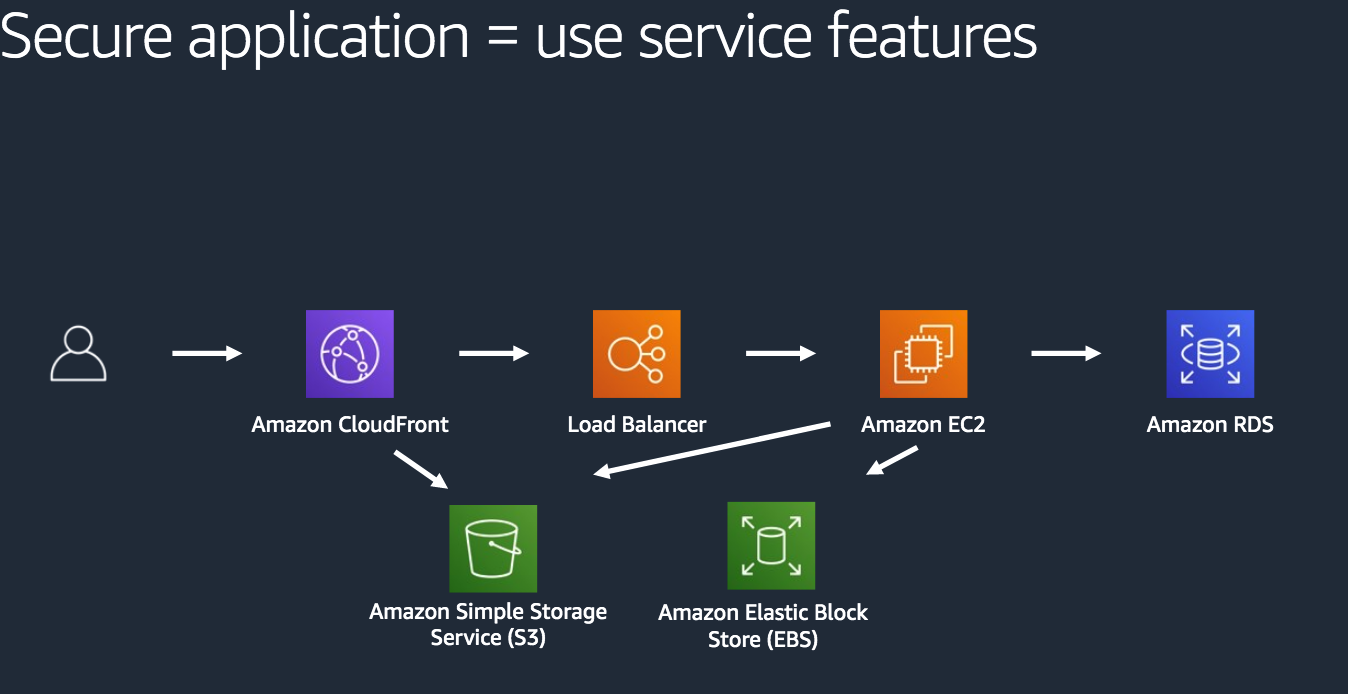 Secure application = use service features
Amazon CloudFront
Load Balancer
Amazon EC2
Amazon RDS
Amazon Simple Storage
Service (S3)
Amazon Elastic Block
Store (EBS)